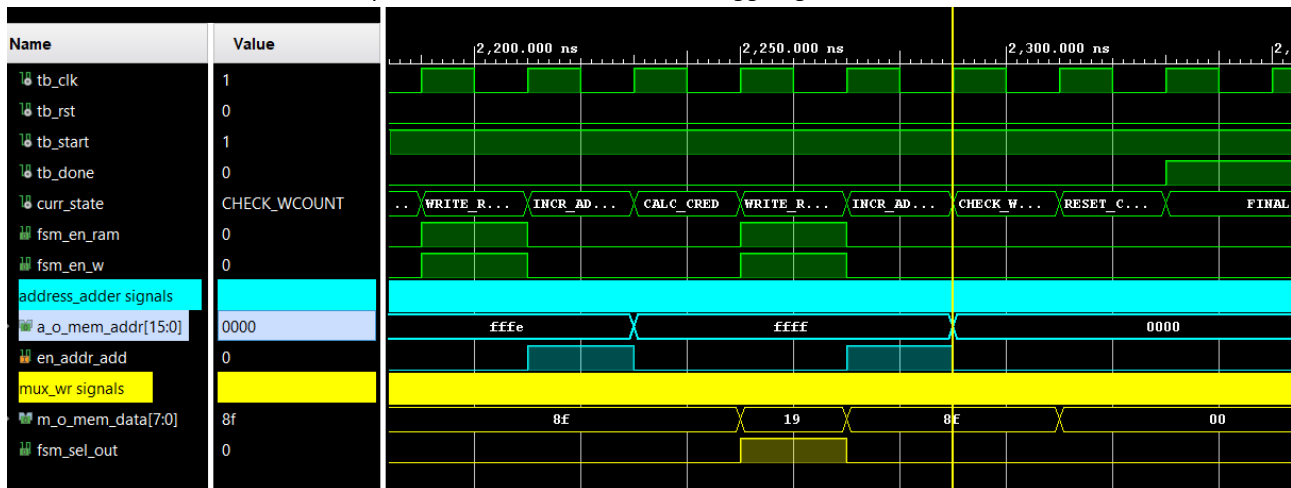 Name Value 2,200.000 ns 2,250.000 ns 2,300.000 ns 2,
tb_clk 1
tb_rst 0
tb_start 1
tb_done 0
curr_state CHECK_WCOUNT .. WRITE_R... INCR_AD... CALC_CRED WRITE_R... INCR_AD... CHECK_W... RESET_C... FINAL
fsm_en_ram 0
fsm_en_w 0
address_adder signals
a_o_mem_addr[15:0] 0000 fffe ffff 0000
en_addr_add 0
mux_wr signals
m_o_mem_data[7:0] 8f 8f 19 8f 00
fsm_sel_out 0